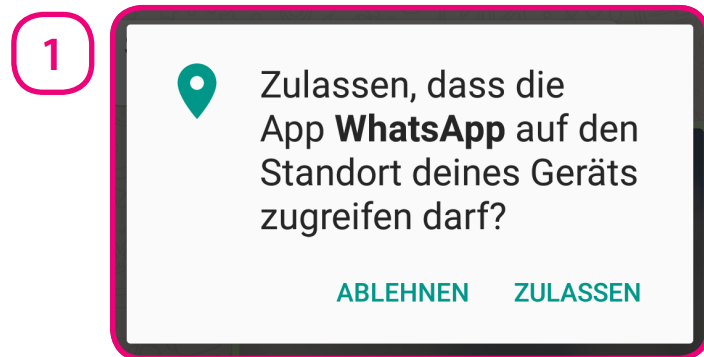 1
Zulassen, dass die
App WhatsApp auf den
Standort deines Geräts
zugreifen darf?
ABLEHNEN ZULASSEN